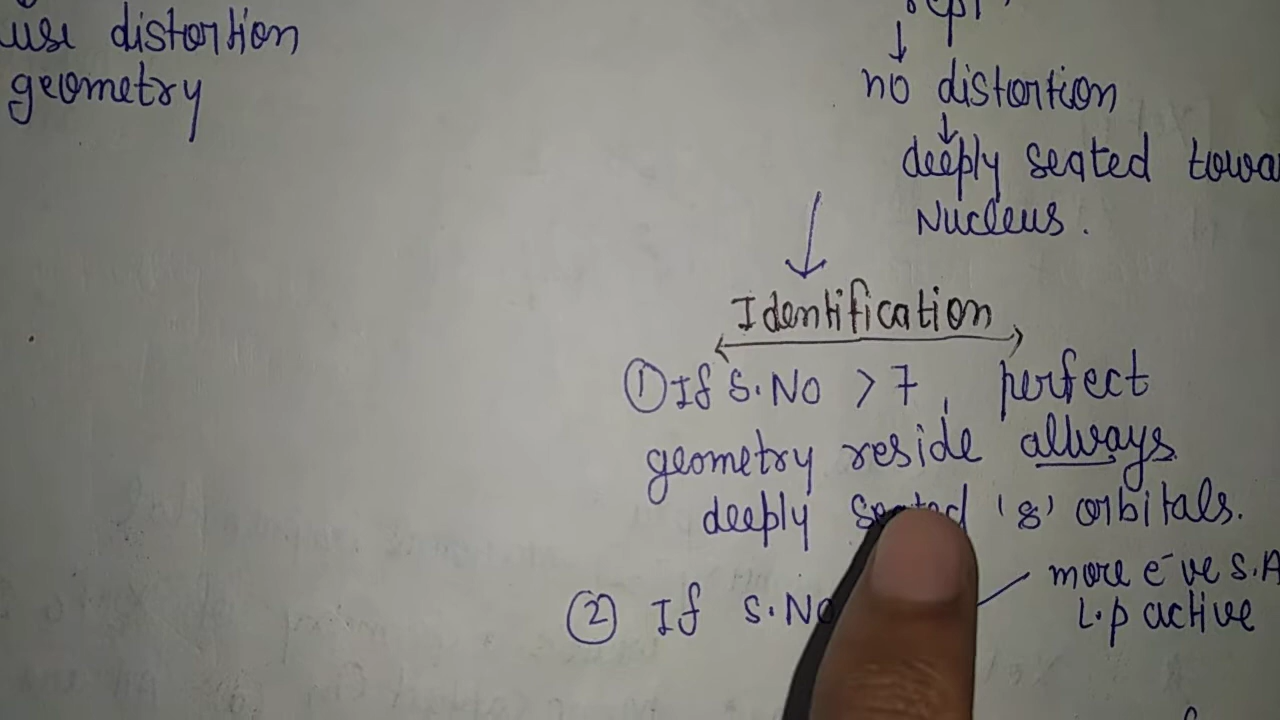 use distortion
geometry
↓
no distortion
↓
deeply seated towa
Nucleus.
↓
Identification
① If S.No > 7, perfect
geometry reside allways
deeply seated 's' orbitals.
② If S.No
more e⁻ve S.A
L.p active